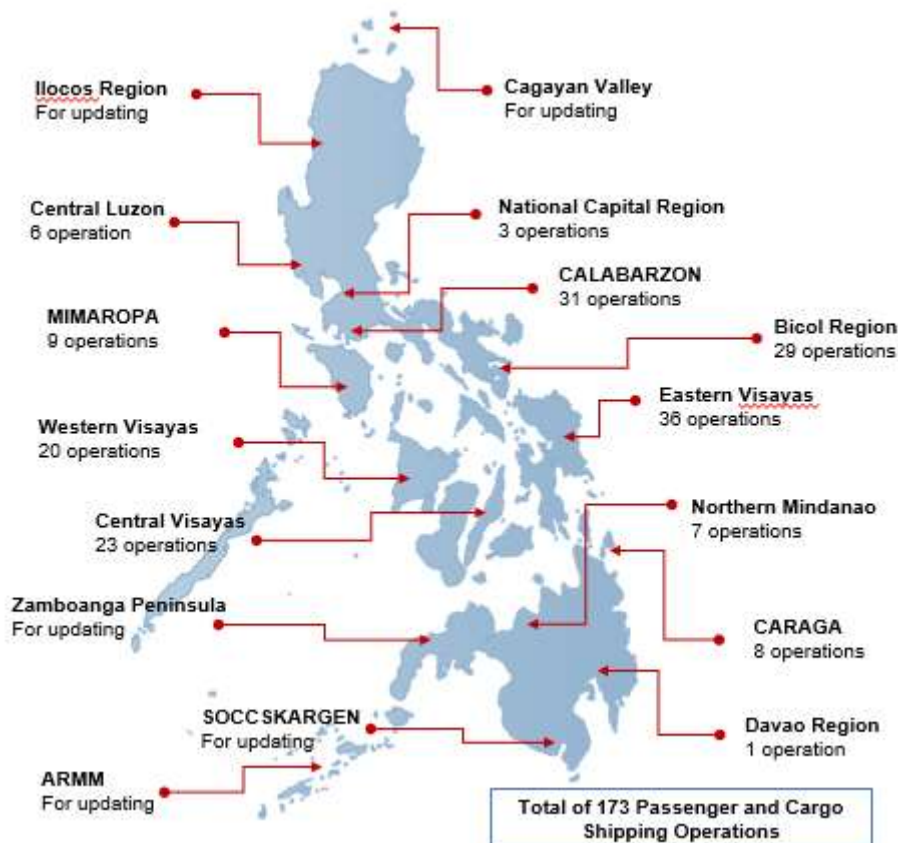 Ilocos Region
For updating
Cagayan Valley
For updating
Central Luzon
6 operation
National Capital Region
3 operations
CALABARZON
31 operations
MIMAROPA
9 operations
Bicol Region
29 operations
Eastern Visayas
36 operations
Western Visayas
20 operations
Northern Mindanao
7 operations
Central Visayas
23 operations
Zamboanga Peninsula
For updating
CARAGA
8 operations
SOCCSKARGEN
For updating
Davao Region
1 operation
ARMM
For updating
Total of 173 Passenger and Cargo
Shipping Operations